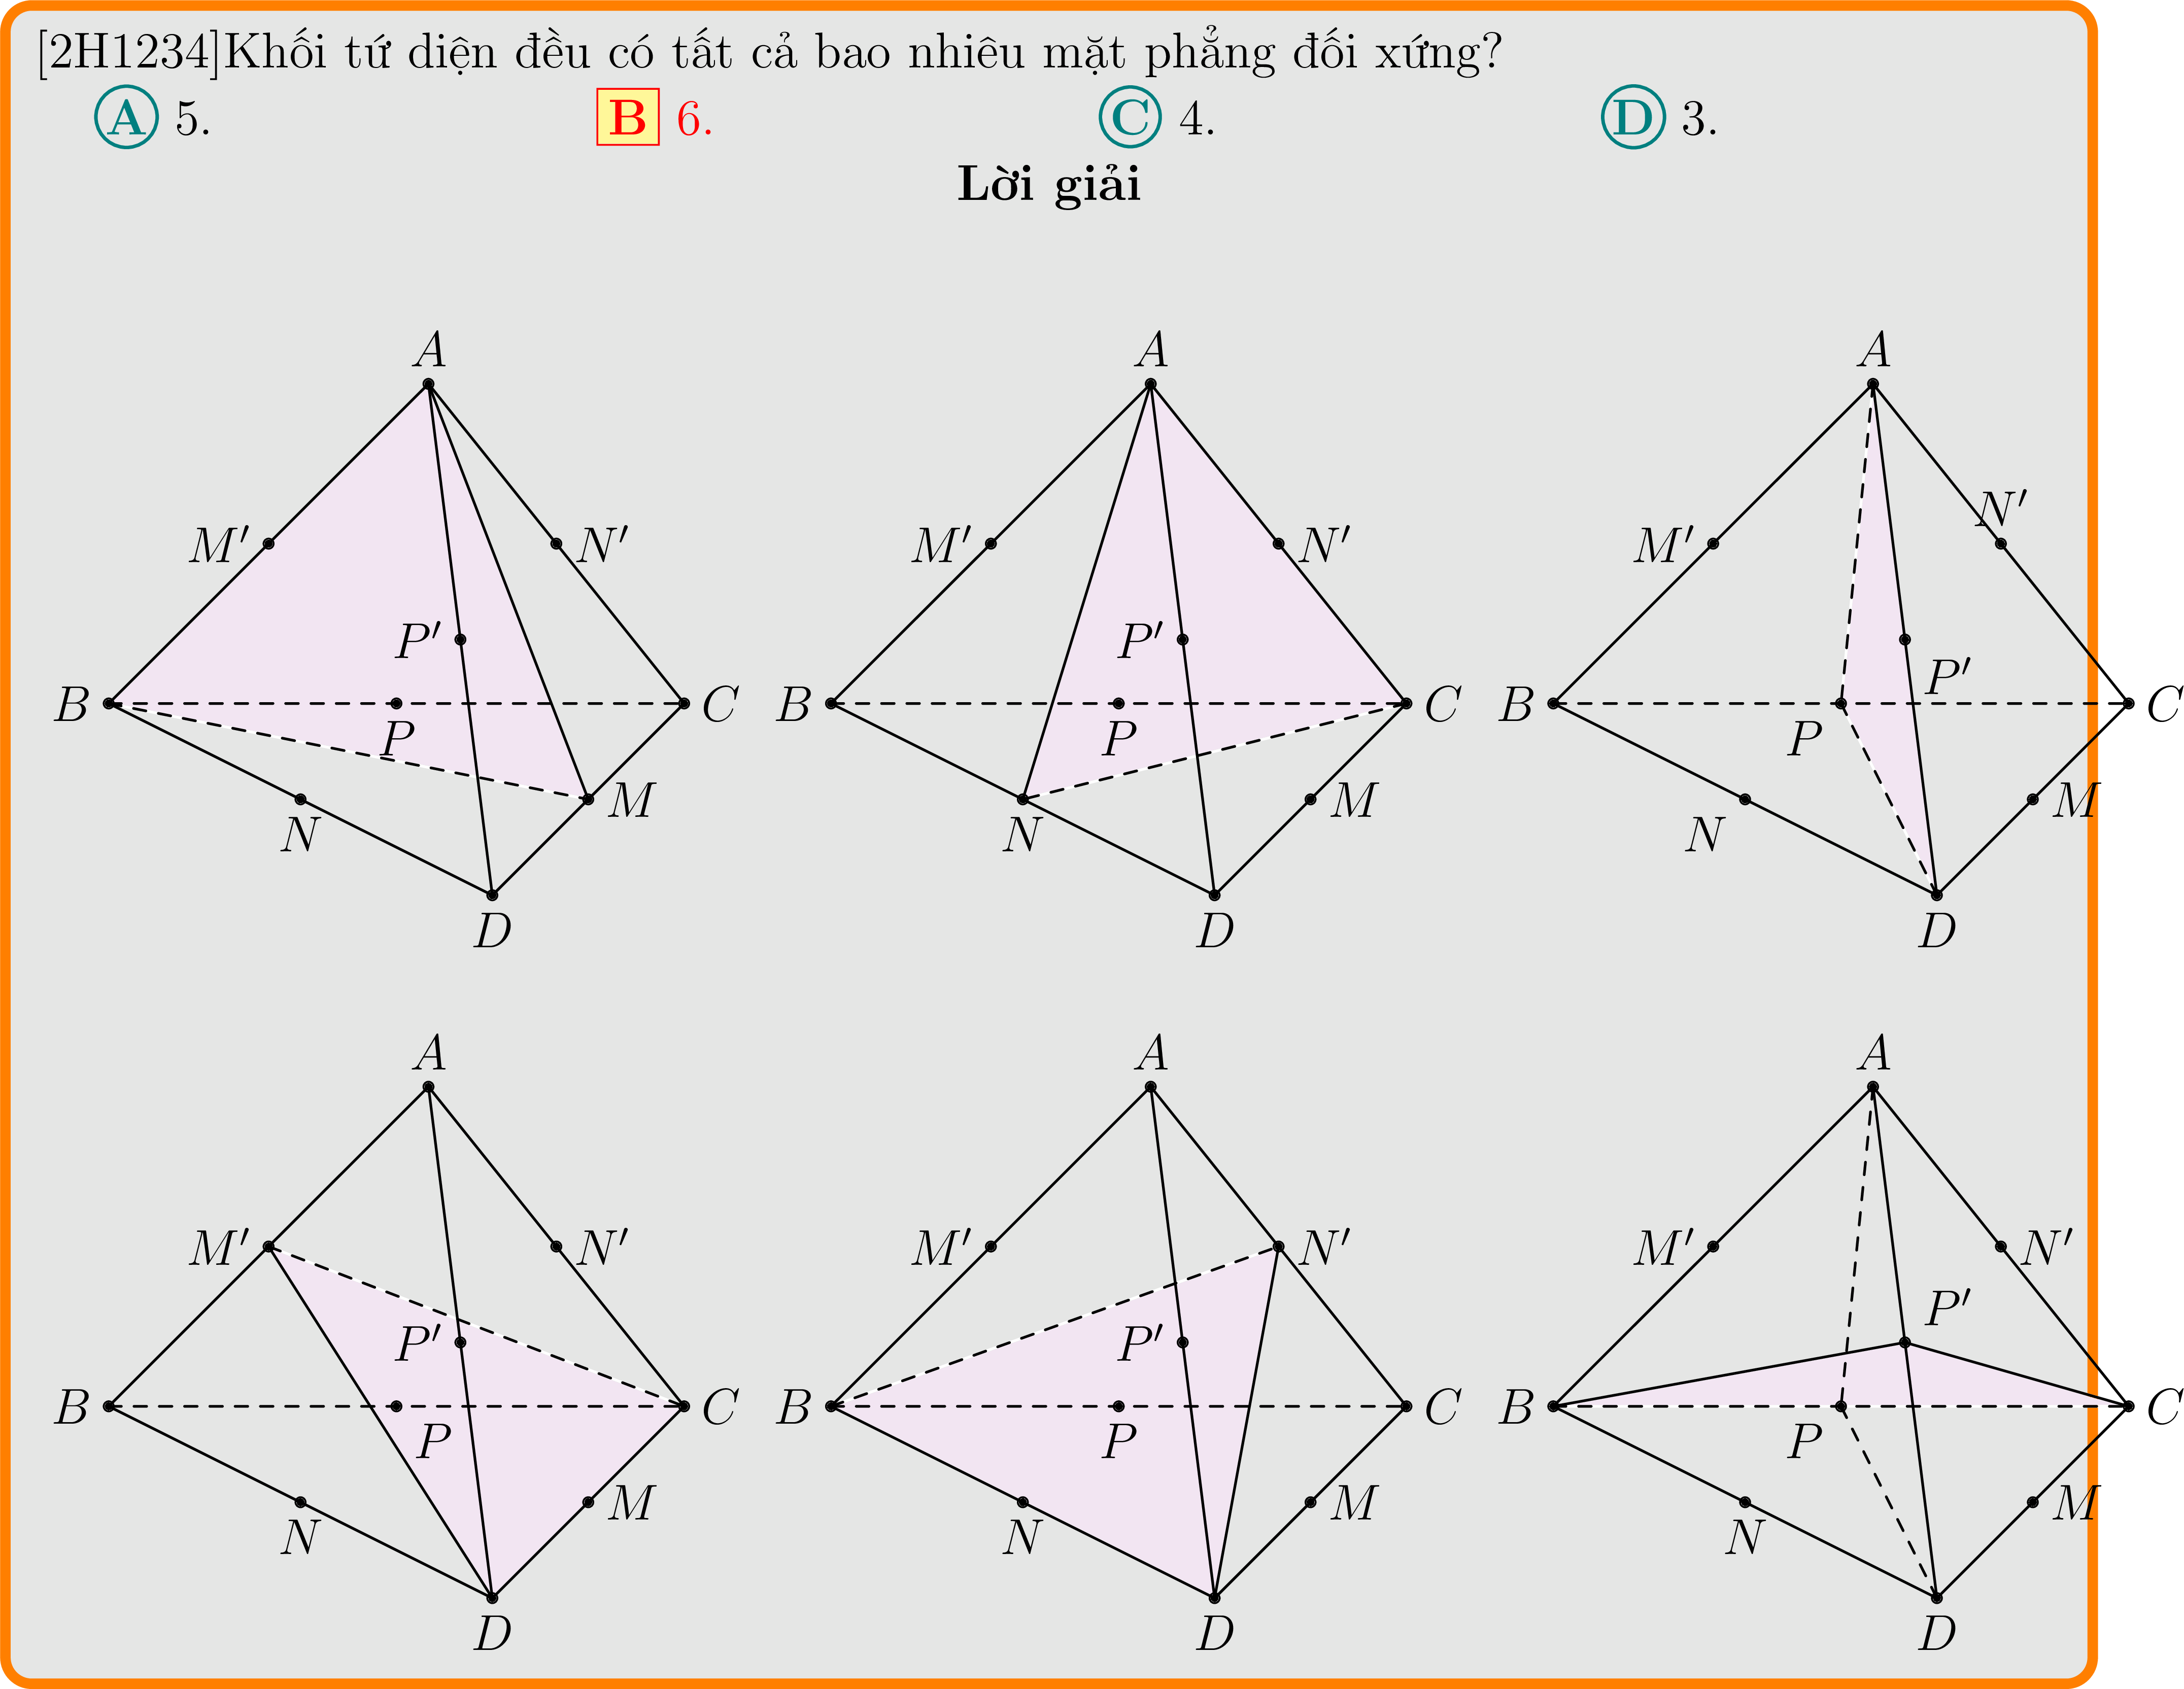 [2H1234]Khối tứ diện đều có tất cả bao nhiêu mặt phẳng đối xứng?
A 5. B 6. C 4. D 3.
Lời giải
A A A
M′ N′ M′ N′ M′ N′
P′ P′ P′
B P C B P C B P C
N M N M N M
D D D
A A A
M′ N′ M′ N′ M′ N′
P′ P′ P′
B P C B P C B P C
N M N M N M
D D D